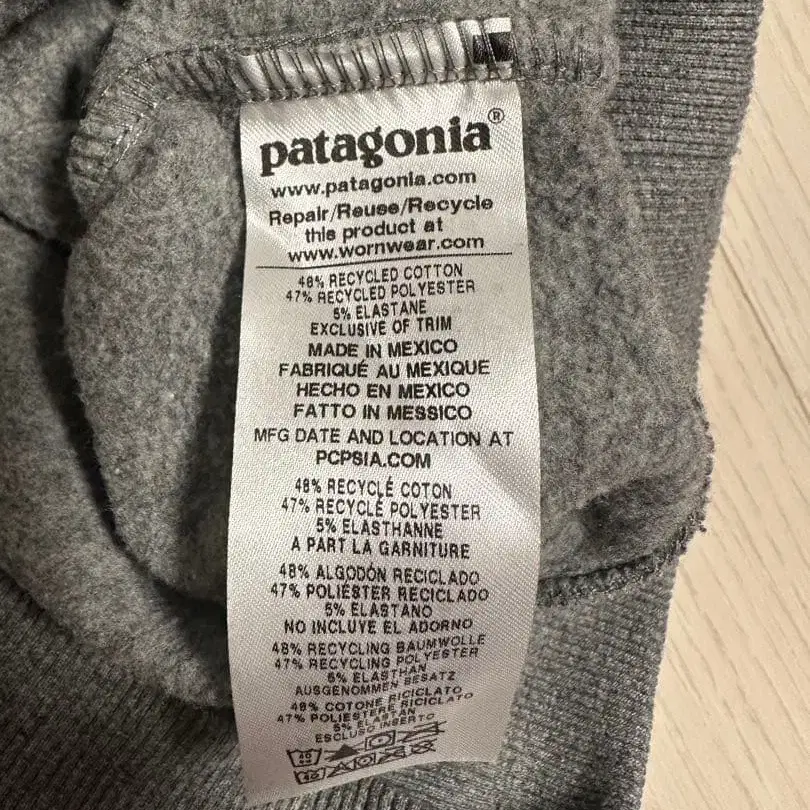 patagonia®
www.patagonia.com
Repair/Reuse/Recycle
this product at
www.wornwear.com
48% RECYCLED COTTON
47% RECYCLED POLYESTER
5% ELASTANE
EXCLUSIVE OF TRIM
MADE IN MEXICO
FABRIQUÉ AU MEXIQUE
HECHO EN MEXICO
FATTO IN MESSICO
MFG DATE AND LOCATION AT
PCPSIA.COM
48% RECYCLÉ COTON
47% RECYCLÉ POLYESTER
5% ELASTHANNE
A PART LA GARNITURE
48% ALGODÓN RECICLADO
47% POLIÉSTER RECICLADO
5% ELASTANO
NO INCLUYE EL ADORNO
48% RECYCLING BAUMWOLLE
47% RECYCLING POLYESTER
5% ELASTHAN
AUSGENOMMEN BESATZ
48% COTONE RICICLATO
47% POLIESTERE RICICLATO
5% ELASTAN
ESCLUSO INSERTO